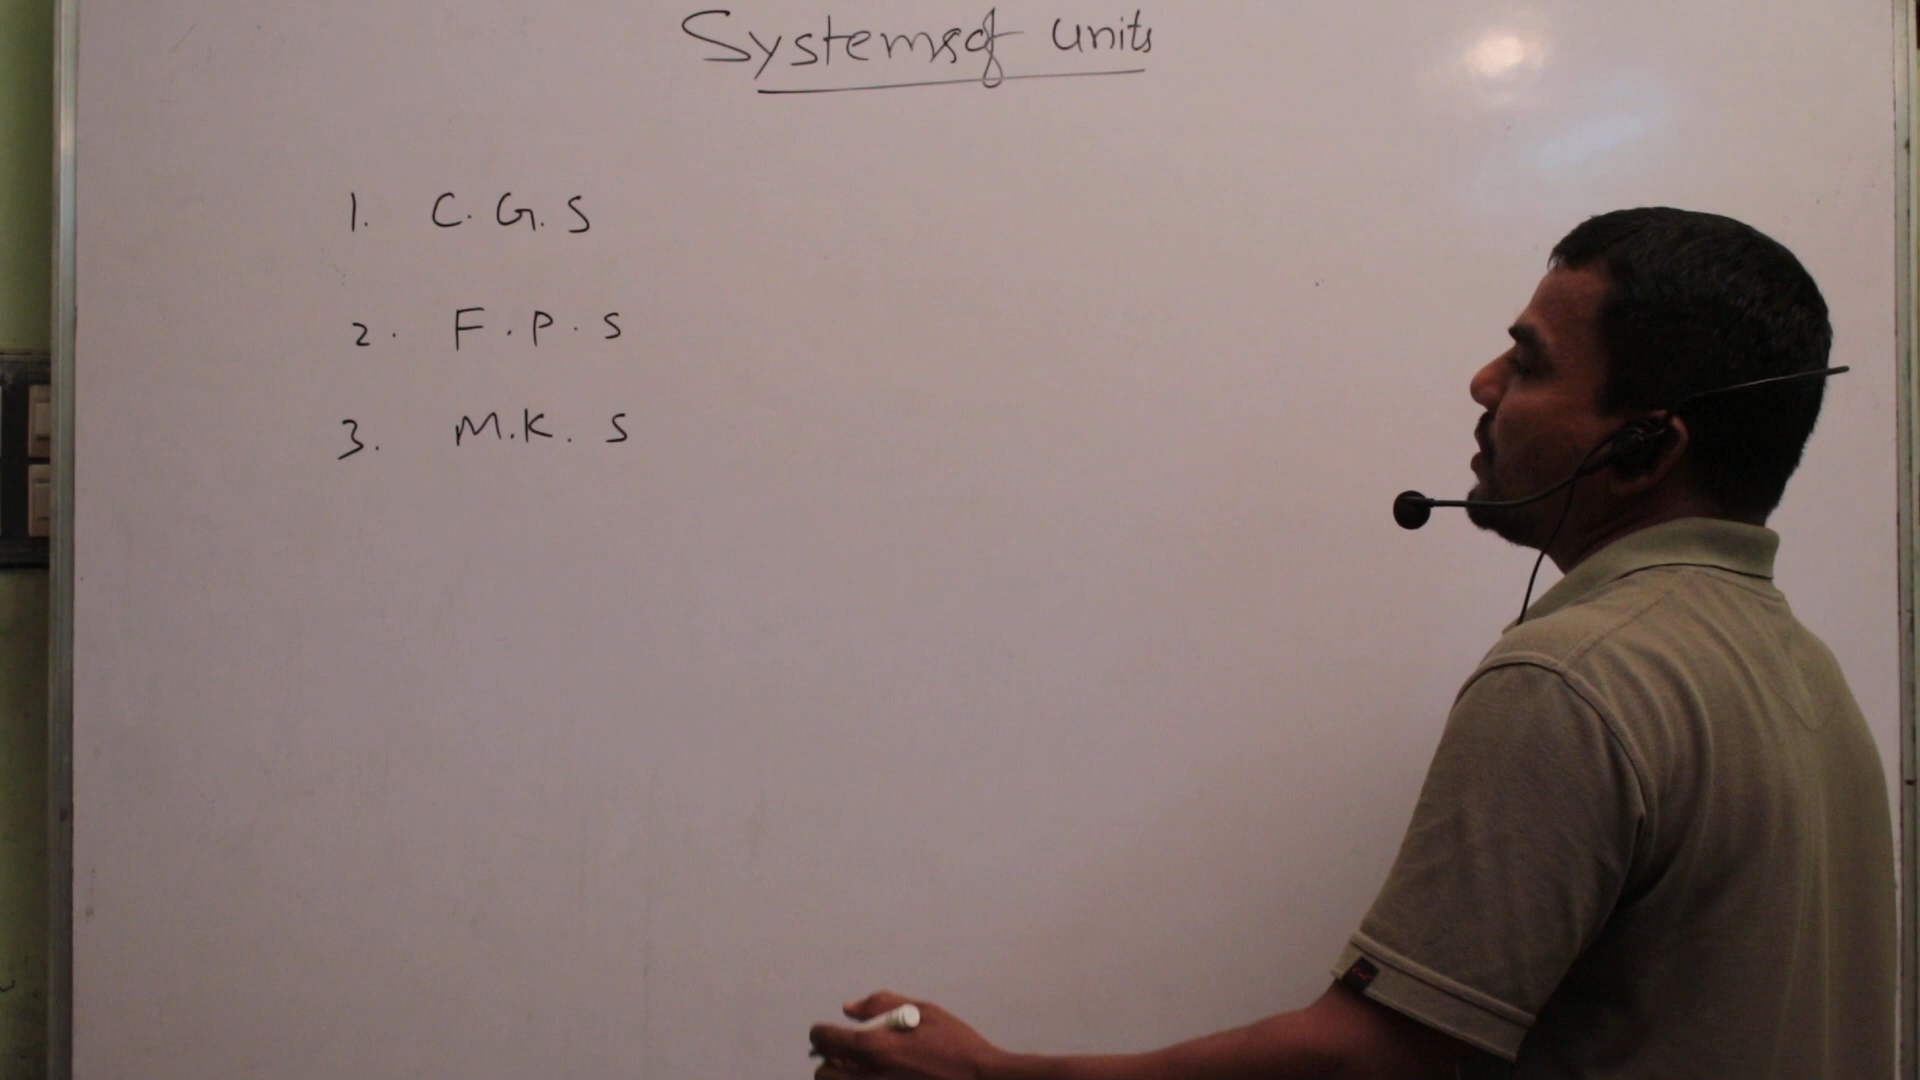 Systems of units
1. C. G. S
2. F. P. S
3. M. K. S